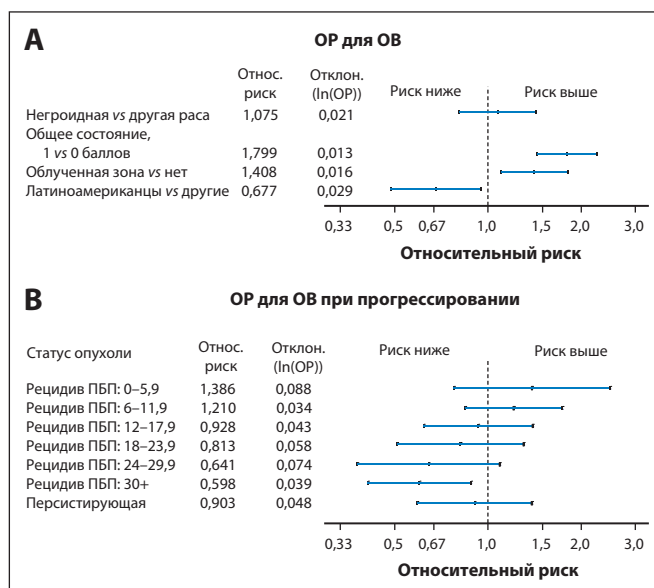 A ОР для ОВ
Относ. риск Отклон. (ln(ОР)) Риск ниже Риск выше
Негроидная vs другая раса 1,075 0,021
Общее состояние,
1 vs 0 баллов 1,799 0,013
Облученная зона vs нет 1,408 0,016
Латиноамериканцы vs другие 0,677 0,029
0,33 0,5 0,67 1,0 1,5 2,0 3,0
Относительный риск
B ОР для ОВ при прогрессировании
Статус опухоли Относ. риск Отклон. (ln(ОР)) Риск ниже Риск выше
Рецидив ПБП: 0–5,9 1,386 0,088
Рецидив ПБП: 6–11,9 1,210 0,034
Рецидив ПБП: 12–17,9 0,928 0,043
Рецидив ПБП: 18–23,9 0,813 0,058
Рецидив ПБП: 24–29,9 0,641 0,074
Рецидив ПБП: 30+ 0,598 0,039
Персистирующая 0,903 0,048
0,33 0,5 0,67 1,0 1,5 2,0 3,0
Относительный риск